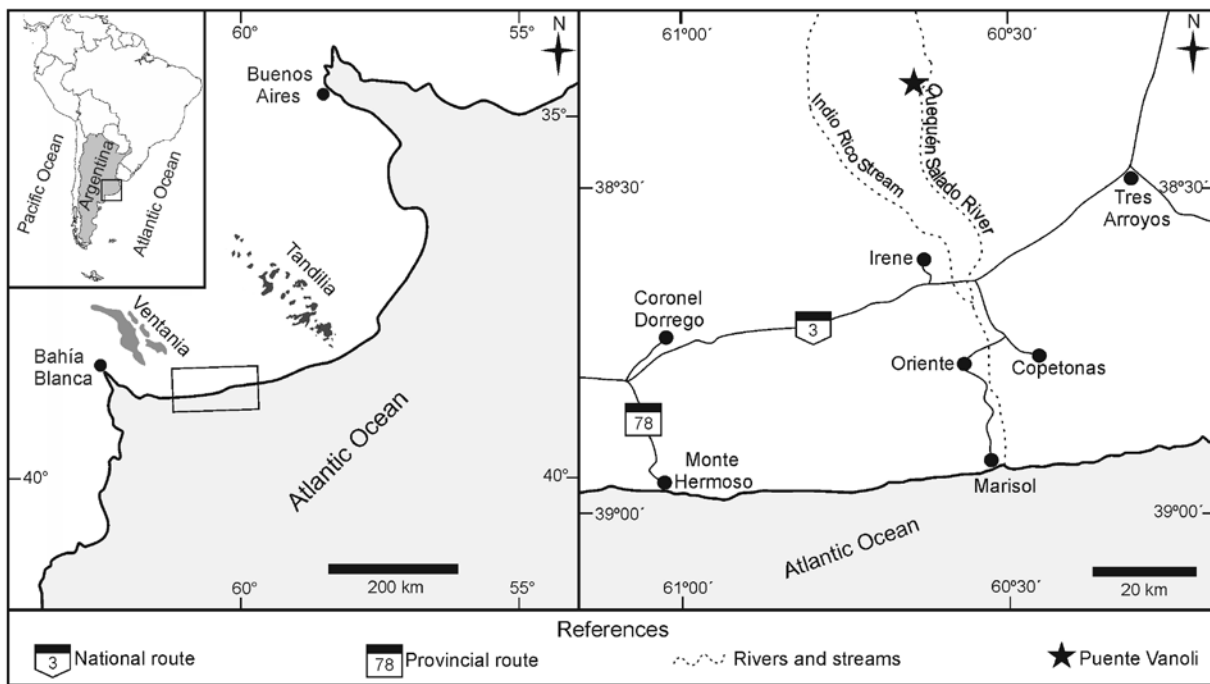 60°
55°
N
Buenos
Aires
35°
Pacific Ocean
Argentina
Atlantic Ocean
Tandilia
Ventania
Bahía
Blanca
Atlantic Ocean
40°
200 km
60°
55°
61°00´
60°30´
N
Indio Rico Stream
Quequén Salado River
38°30´
38°30´
Tres
Arroyos
Irene
Coronel
Dorrego
3
Oriente
Copetonas
78
Monte
Hermoso
40°
Marisol
39°00´
39°00´
Atlantic Ocean
20 km
61°00´
60°30´
References
3 National route
78 Provincial route
Rivers and streams
Puente Vanoli